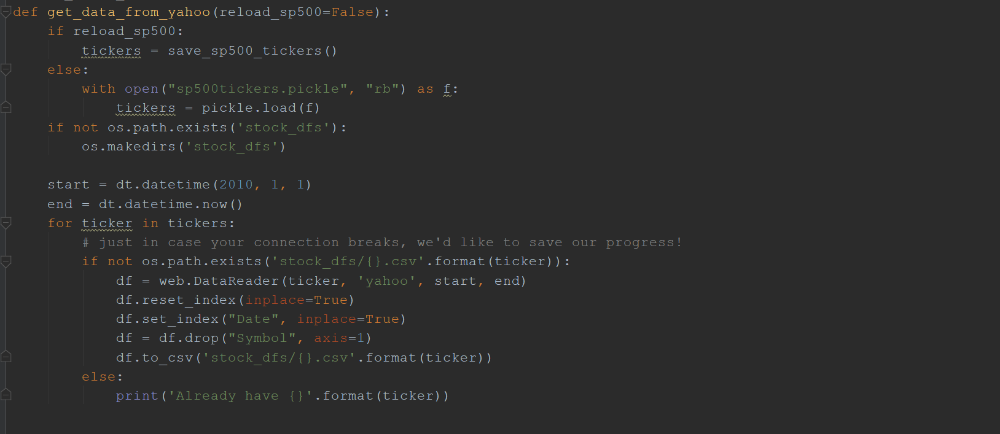 def get_data_from_yahoo(reload_sp500=False):
    if reload_sp500:
        tickers = save_sp500_tickers()
    else:
        with open("sp500tickers.pickle", "rb") as f:
            tickers = pickle.load(f)
    if not os.path.exists('stock_dfs'):
        os.makedirs('stock_dfs')

    start = dt.datetime(2010, 1, 1)
    end = dt.datetime.now()
    for ticker in tickers:
        # just in case your connection breaks, we'd like to save our progress!
        if not os.path.exists('stock_dfs/{}.csv'.format(ticker)):
            df = web.DataReader(ticker, 'yahoo', start, end)
            df.reset_index(inplace=True)
            df.set_index("Date", inplace=True)
            df = df.drop("Symbol", axis=1)
            df.to_csv('stock_dfs/{}.csv'.format(ticker))
        else:
            print('Already have {}'.format(ticker))